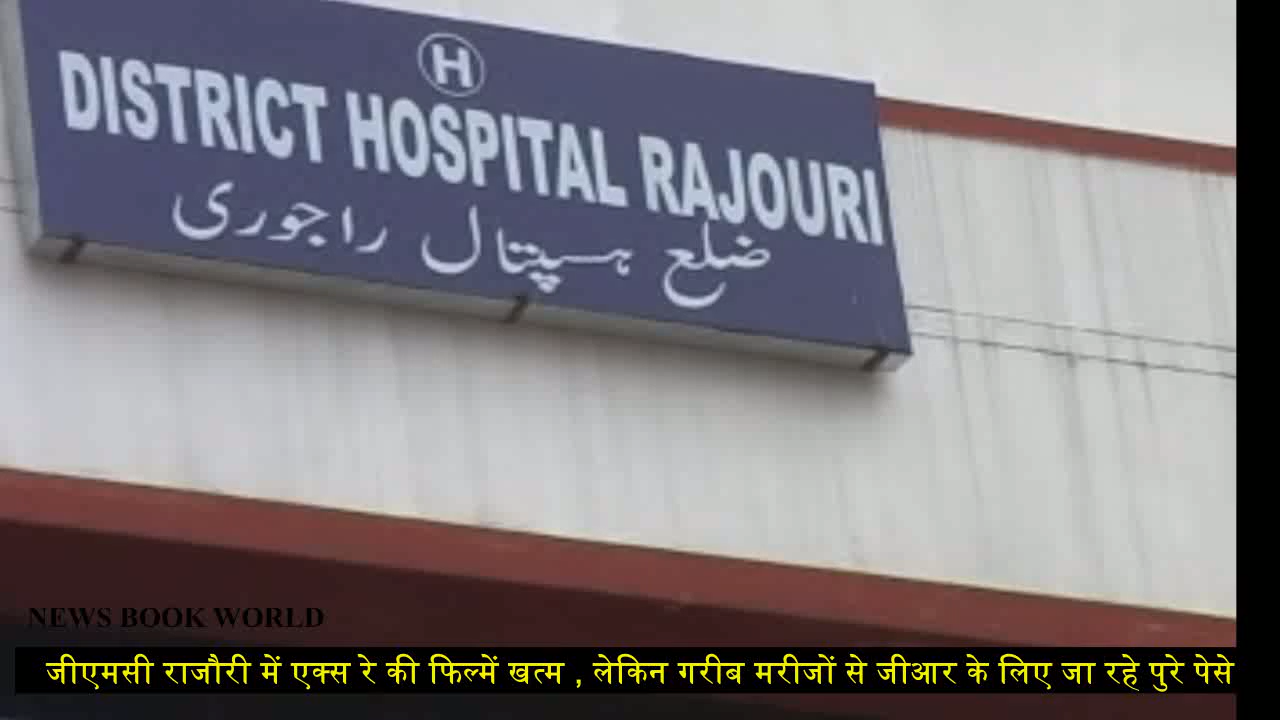 H
DISTRICT HOSPITAL RAJOURI
ضلع ہسپتال راجوری
NEWS BOOK WORLD
जीएमसी राजौरी में एक्स रे की फिल्में खत्म , लेकिन गरीब मरीजों से जीआर के लिए जा रहे पुरे पेसे